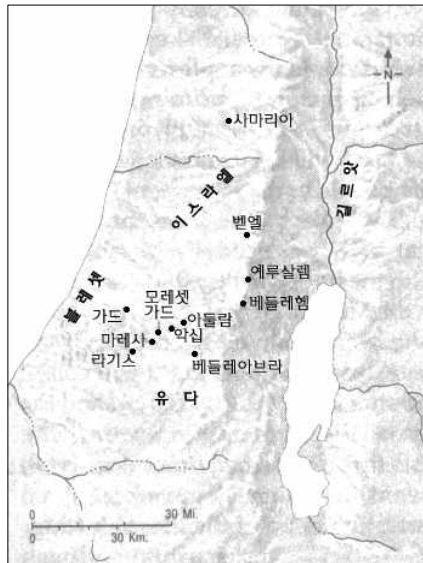 N
사마리아
이스라엘
길르앗
벧엘
예루살렘
베들레헴
블레셋
가드
모레셋
가드
아둘람
악십
마레사
라기스
베들레아브라
유 다
0 30 Mi.
0 30 Km.